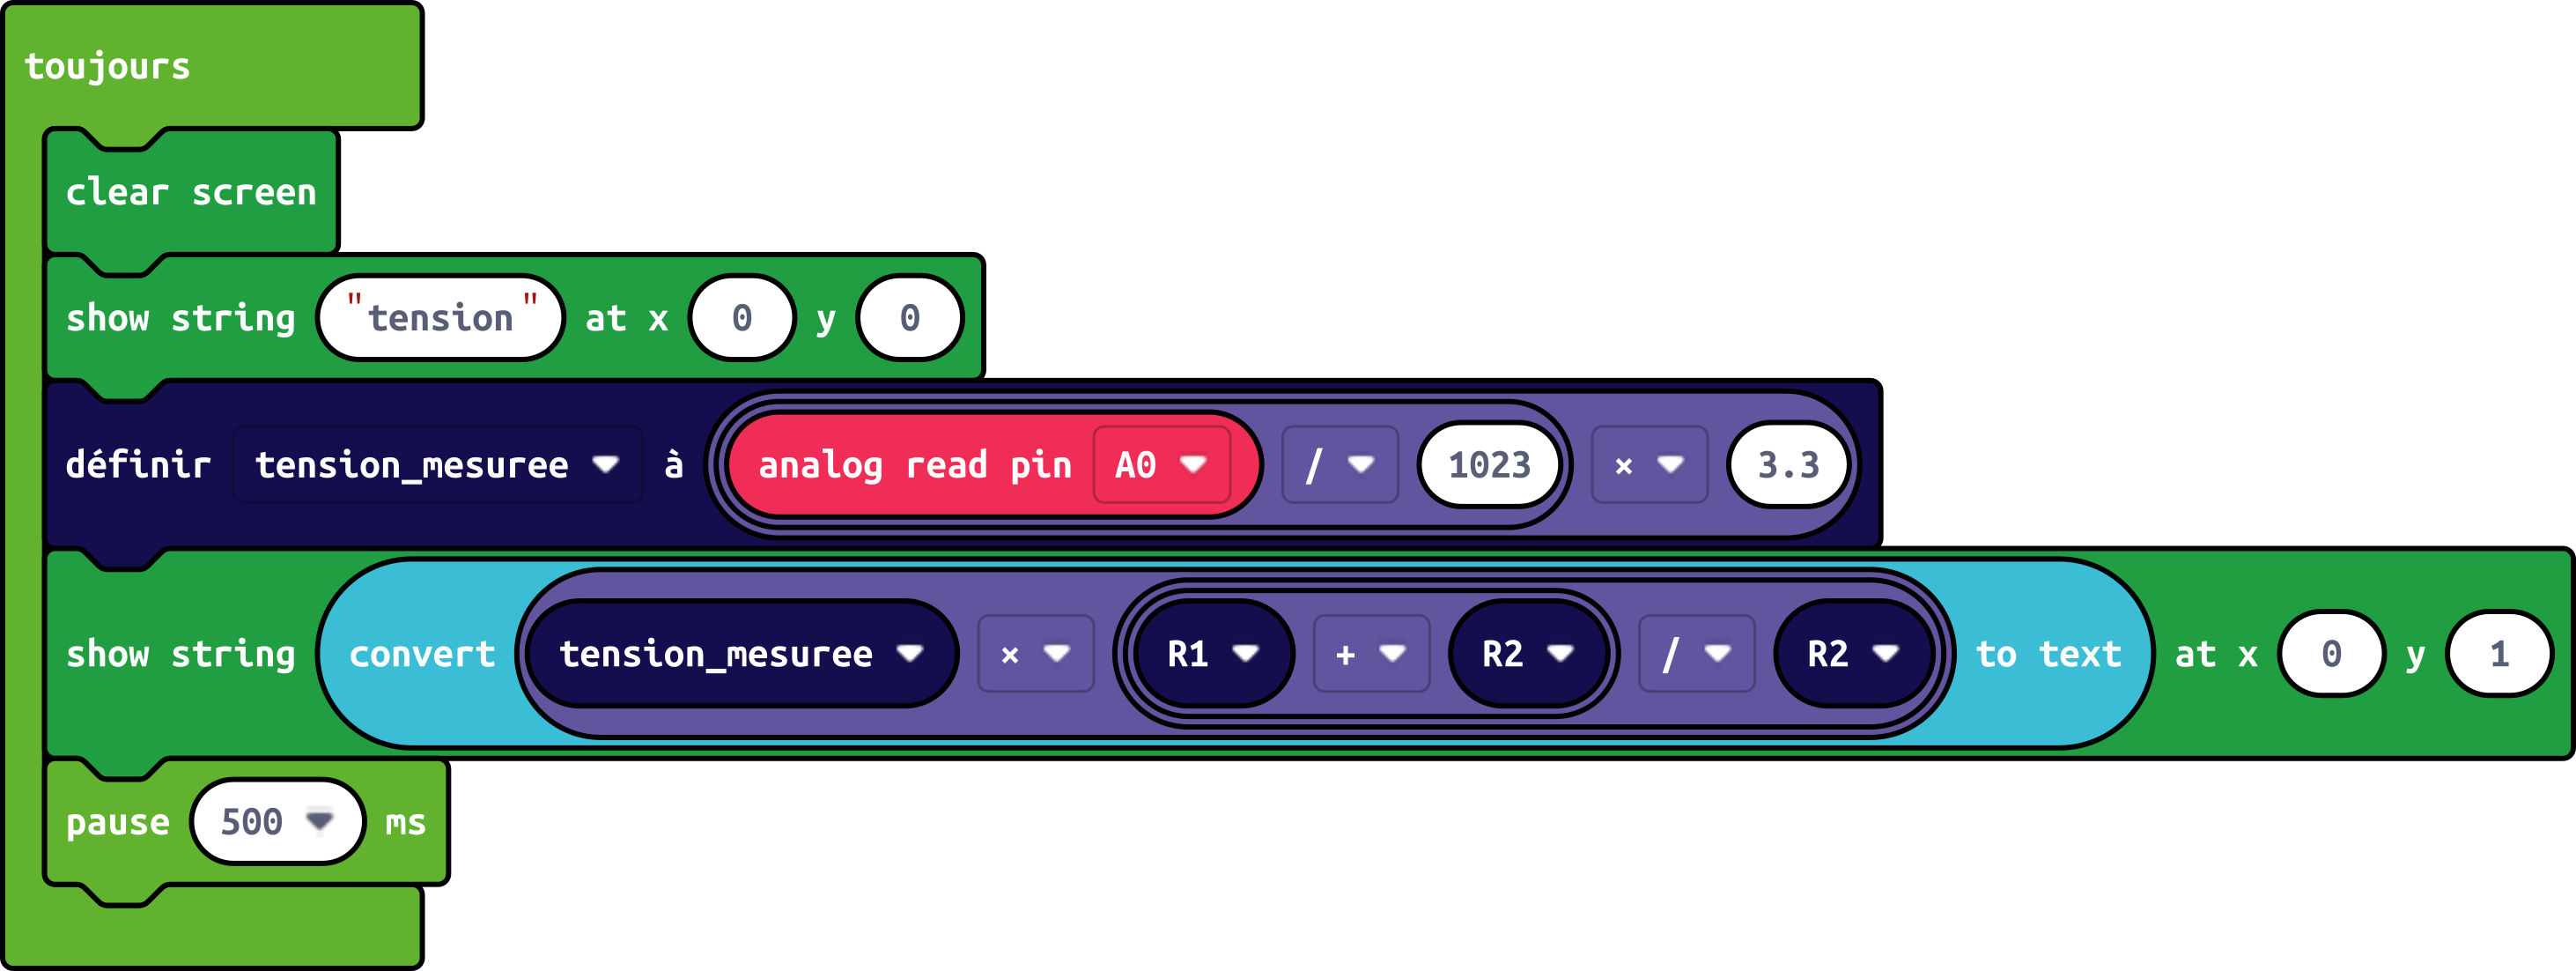 toujours
clear screen
show string "tension" at x 0 y 0
définir tension_mesuree à analog read pin A0 / 1023 × 3.3
show string convert tension_mesuree × R1 + R2 / R2 to text at x 0 y 1
pause 500 ms